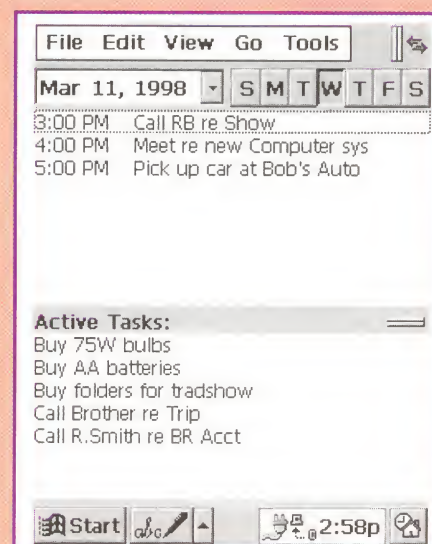 File Edit View Go Tools
Mar 11, 1998 S M T W T F S
3:00 PM Call RB re Show
4:00 PM Meet re new Computer sys
5:00 PM Pick up car at Bob's Auto
Active Tasks:
Buy 75W bulbs
Buy AA batteries
Buy folders for tradshow
Call Brother re Trip
Call R.Smith re BR Acct
Start abc 2:58p